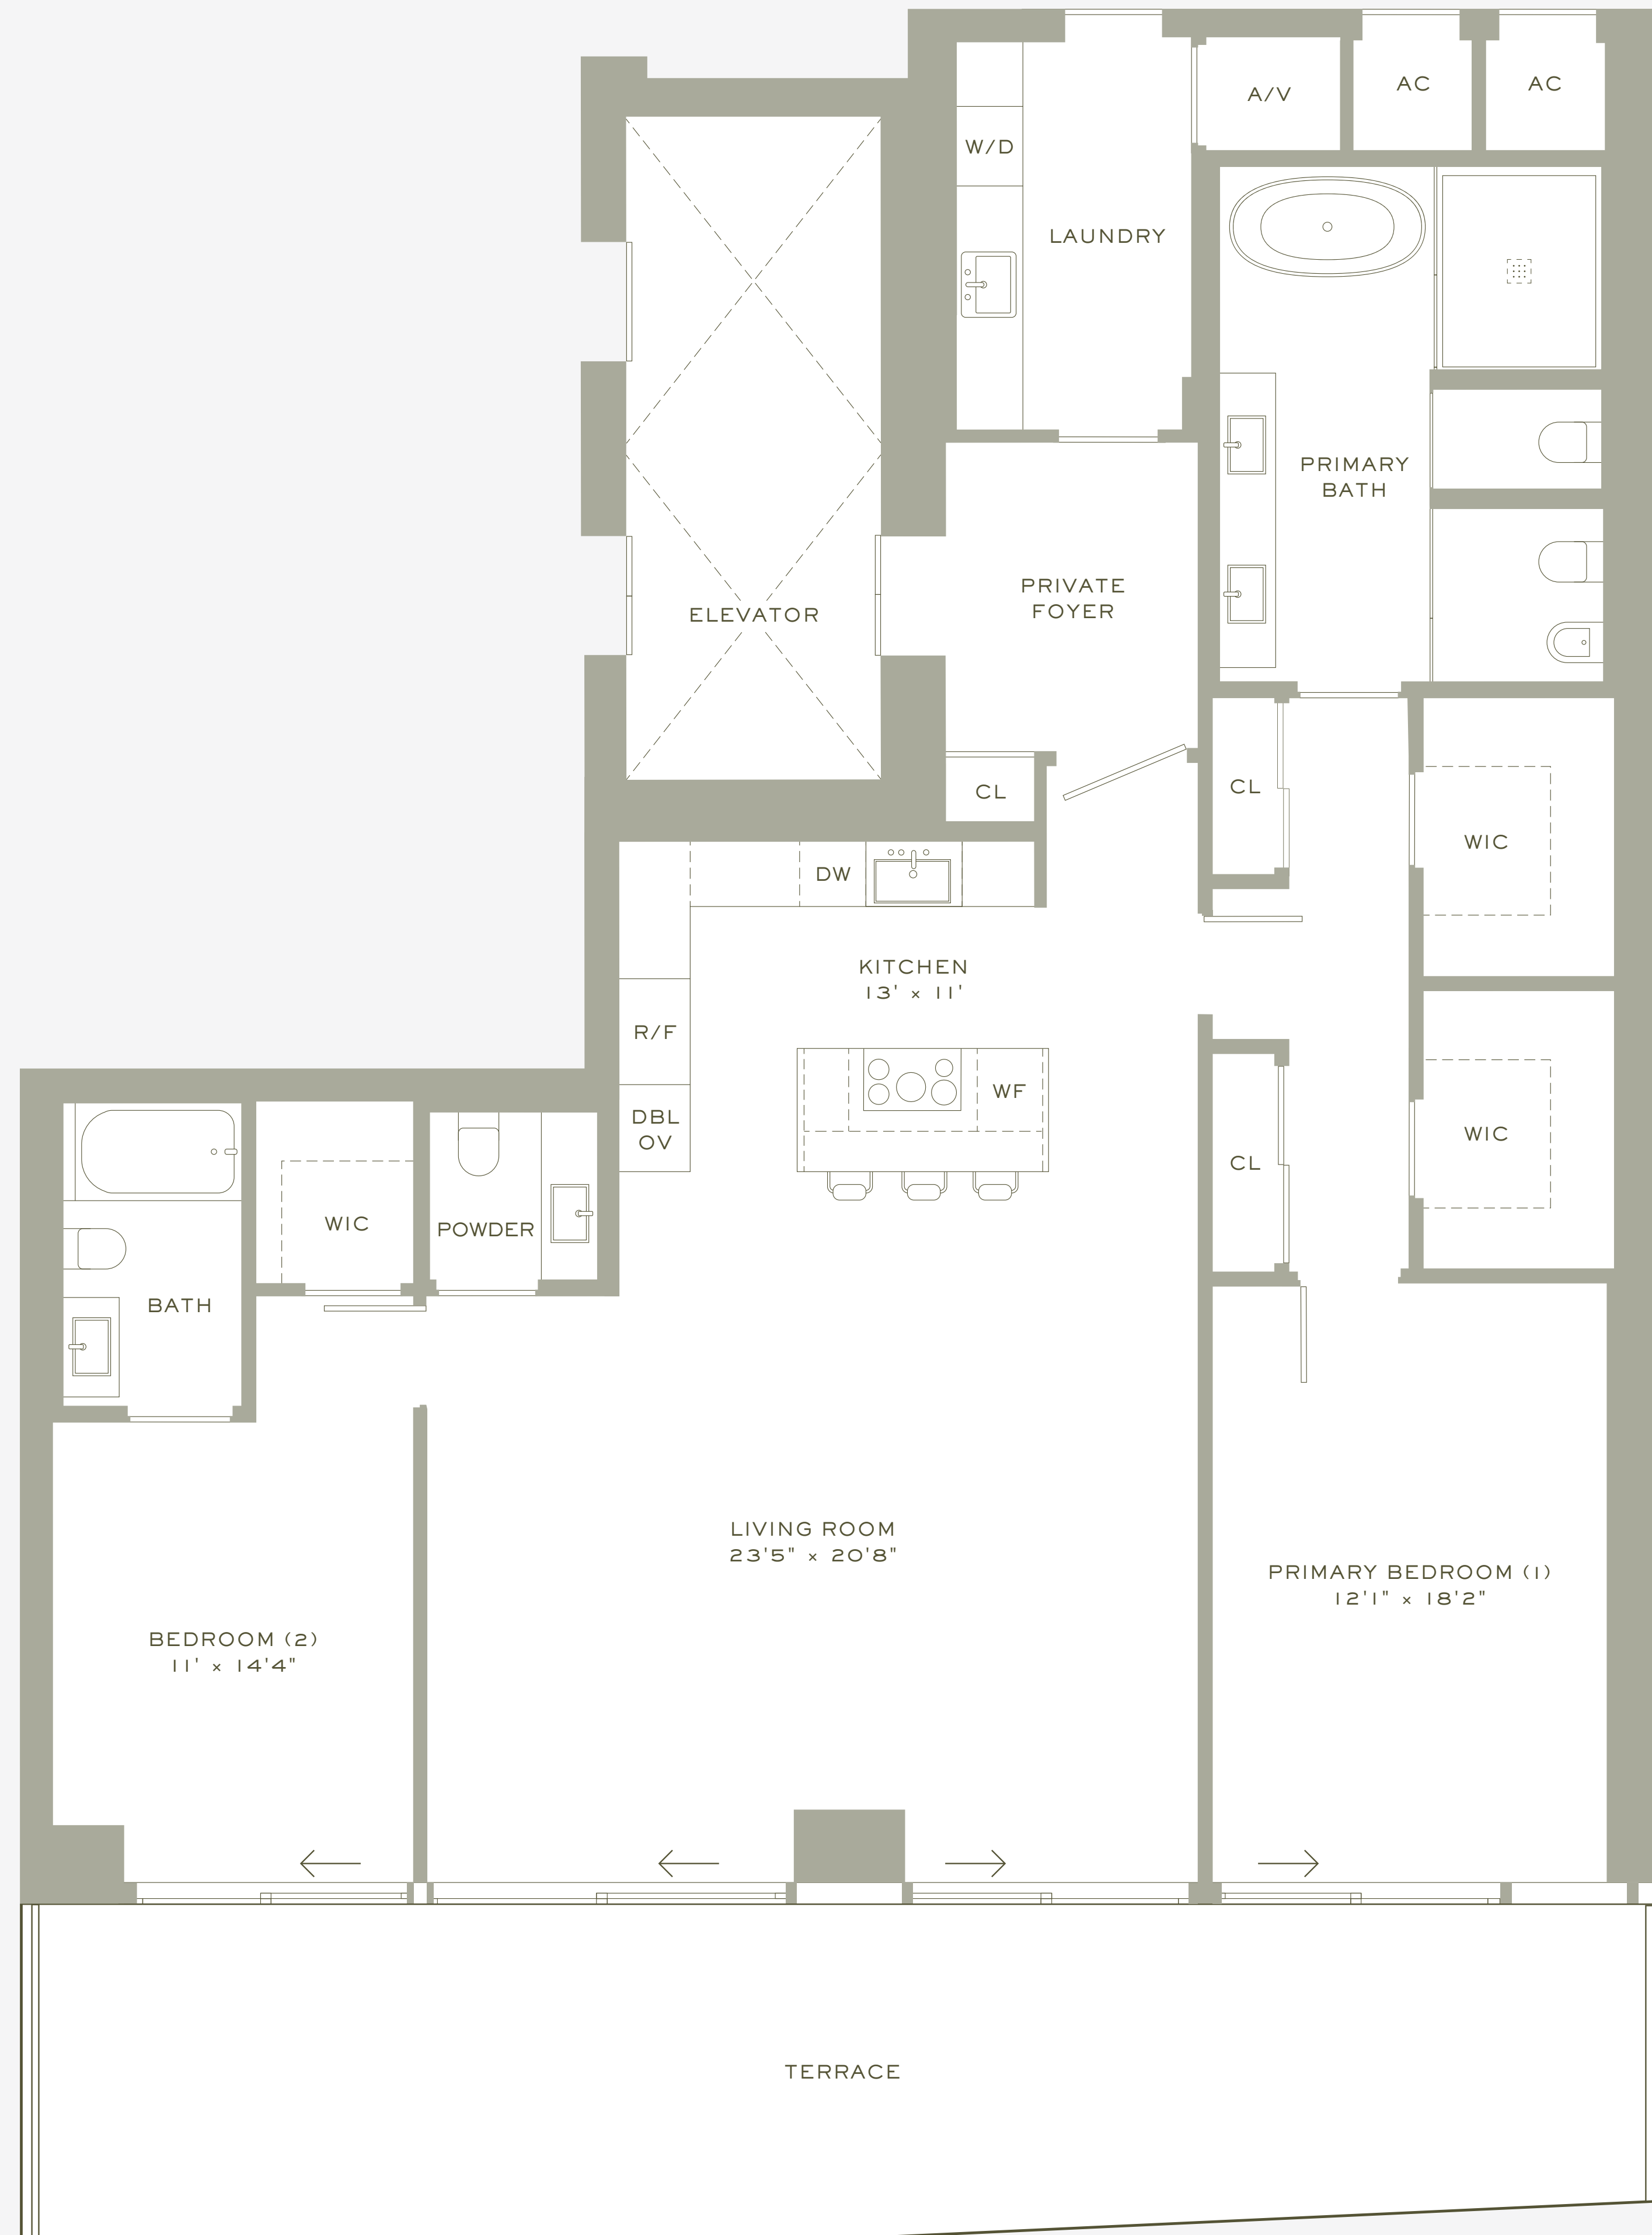 A/V
AC
AC
W/D
LAUNDRY
PRIMARY
BATH
PRIVATE
FOYER
ELEVATOR
CL
CL
WIC
DW
KITCHEN
13' × 11'
R/F
WF
DBL
OV
WIC
CL
WIC
POWDER
BATH
LIVING ROOM
23'5" × 20'8"
PRIMARY BEDROOM (1)
12'1" × 18'2"
BEDROOM (2)
11' × 14'4"
TERRACE